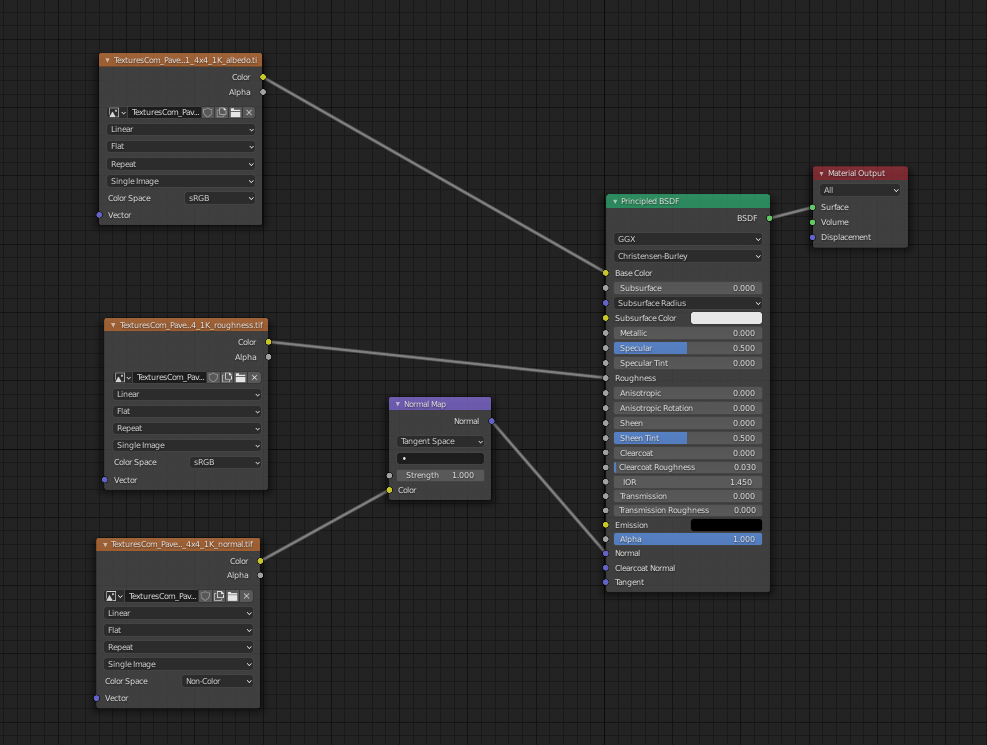 TexturesCom_Pave..1_4x4_1K_albedo.ti
Color
Alpha
TexturesCom_Pav..
Linear
Flat
Repeat
Single Image
Color Space sRGB
Vector
TexturesCom_Pave..4_1K_roughness.tif
Color
Alpha
TexturesCom_Pav...
Linear
Flat
Repeat
Single Image
Color Space sRGB
Vector
TexturesCom_Pave.._4x4_1K_normal.tif
Color
Alpha
TexturesCom_Pav...
Linear
Flat
Repeat
Single Image
Color Space Non-Color
Vector
Normal Map
Normal
Tangent Space
Strength 1.000
Color
Principled BSDF
BSDF
GGX
Christensen-Burley
Base Color
Subsurface 0.000
Subsurface Radius
Subsurface Color
Metallic 0.000
Specular 0.500
Specular Tint 0.000
Roughness
Anisotropic 0.000
Anisotropic Rotation 0.000
Sheen 0.000
Sheen Tint 0.500
Clearcoat 0.000
Clearcoat Roughness 0.030
IOR 1.450
Transmission 0.000
Transmission Roughness 0.000
Emission
Alpha 1.000
Normal
Clearcoat Normal
Tangent
Material Output
All
Surface
Volume
Displacement